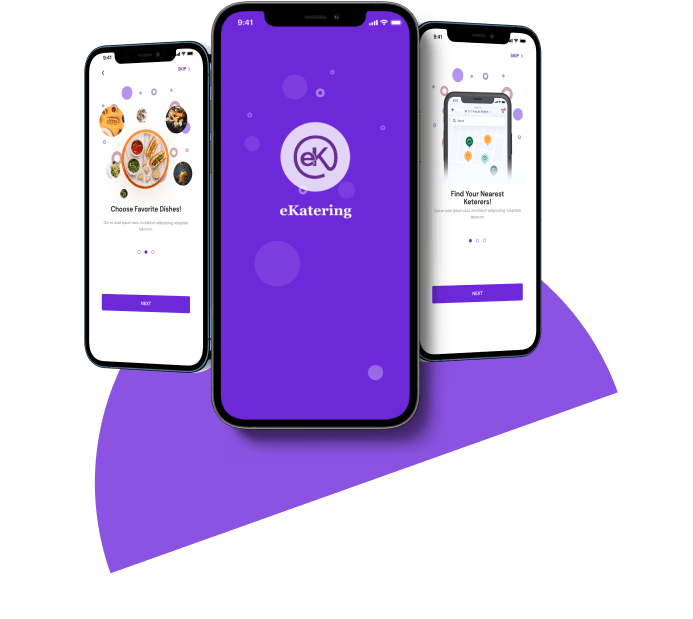 9:41
SKIP >
Choose Favorite Dishes!
NEXT
9:41
eK
eKatering
9:41
SKIP >
Search
Find Your Nearest
Keterers!
NEXT